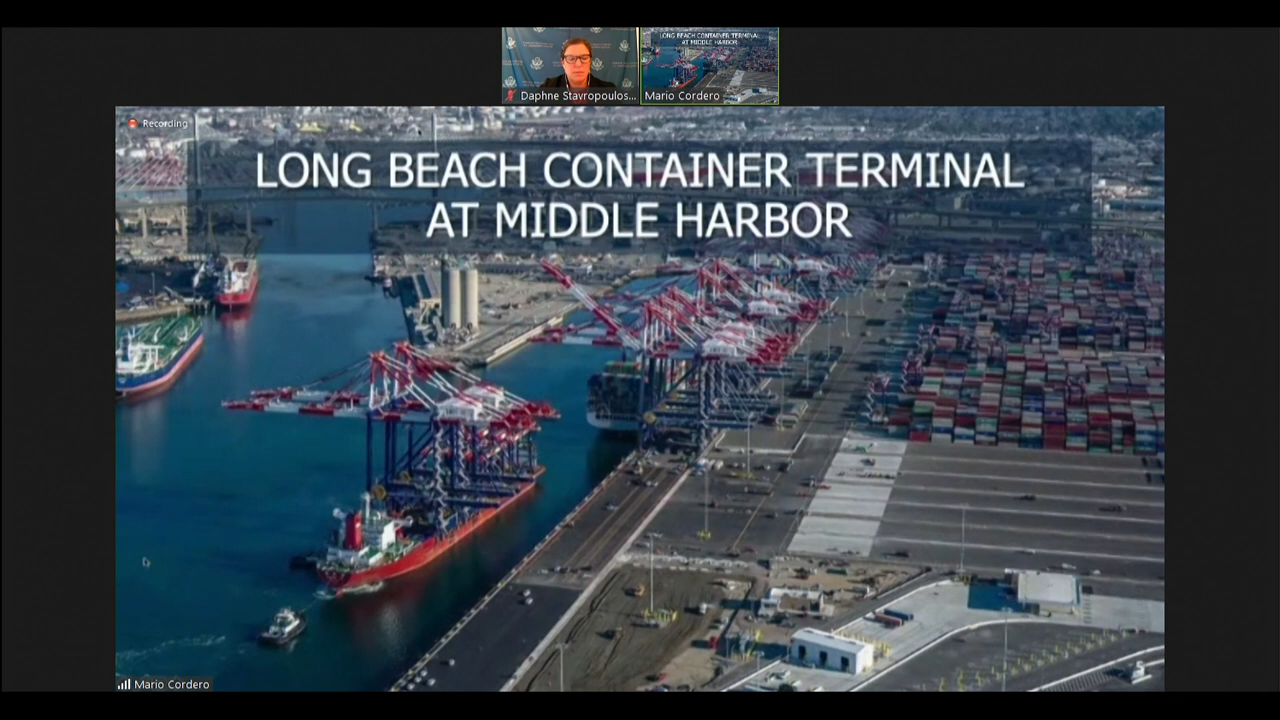 LONG BEACH CONTAINER TERMINAL
AT MIDDLE HARBOR
Daphne Stavropoulos...
Mario Cordero
Recording
LONG BEACH CONTAINER TERMINAL
AT MIDDLE HARBOR
Mario Cordero